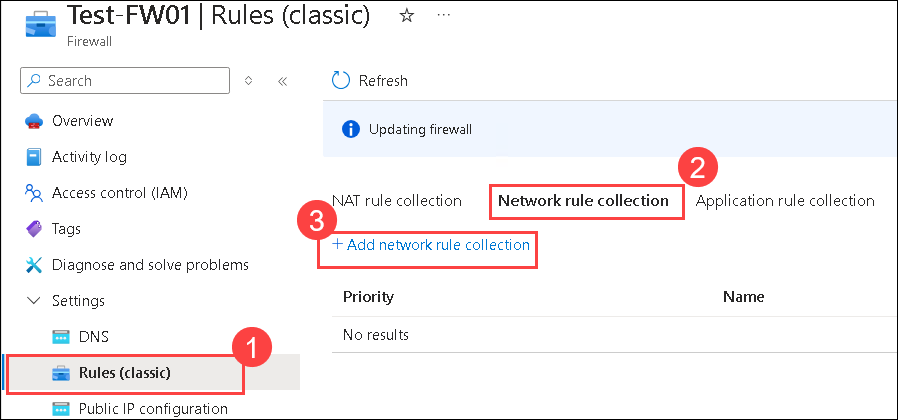 Test-FW01 | Rules (classic) ☆ ...
Firewall
Search
Refresh
Overview
Updating firewall
Activity log
2
Access control (IAM)
NAT rule collection Network rule collection Application rule collection
3
Tags
+ Add network rule collection
Diagnose and solve problems
Settings
Priority Name
DNS
No results
1
Rules (classic)
Public IP configuration